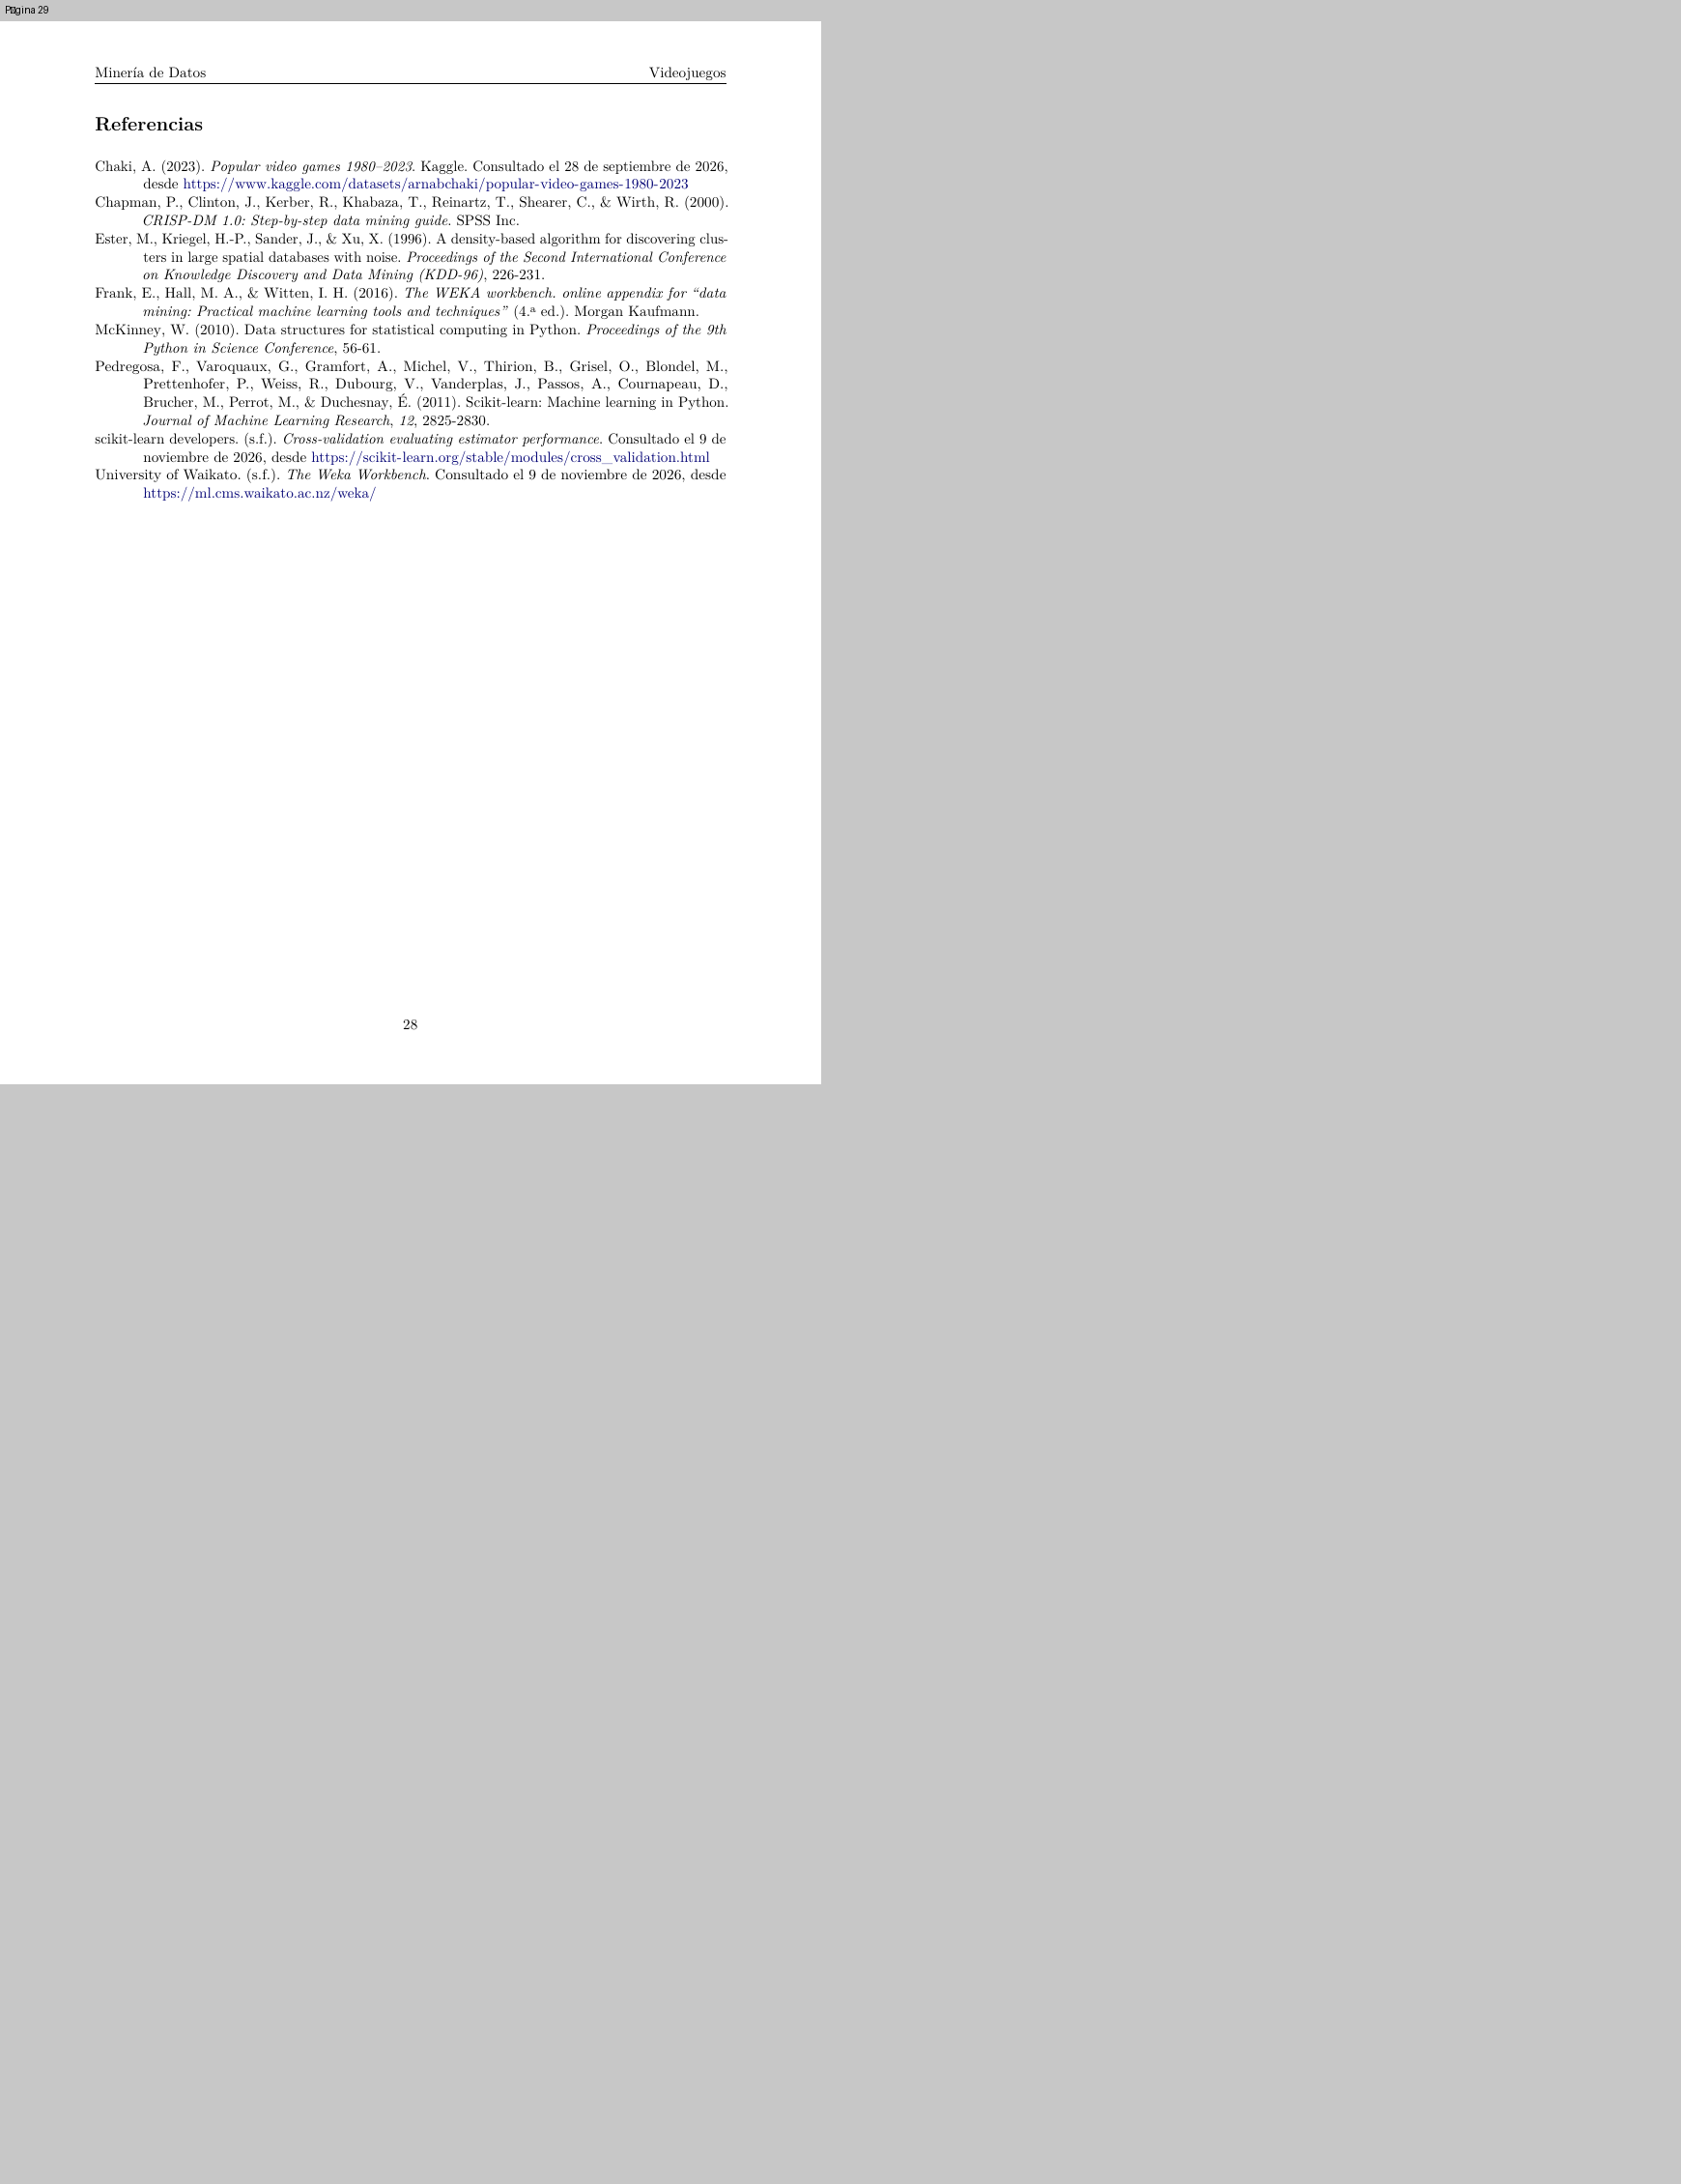 Página 29
Minería de Datos Videojuegos
Referencias
Chaki, A. (2023). Popular video games 1980–2023. Kaggle. Consultado el 28 de septiembre de 2026,
desde https://www.kaggle.com/datasets/arnabchaki/popular-video-games-1980-2023
Chapman, P., Clinton, J., Kerber, R., Khabaza, T., Reinartz, T., Shearer, C., & Wirth, R. (2000).
CRISP-DM 1.0: Step-by-step data mining guide. SPSS Inc.
Ester, M., Kriegel, H.-P., Sander, J., & Xu, X. (1996). A density-based algorithm for discovering clus-
ters in large spatial databases with noise. Proceedings of the Second International Conference
on Knowledge Discovery and Data Mining (KDD-96), 226-231.
Frank, E., Hall, M. A., & Witten, I. H. (2016). The WEKA workbench. online appendix for “data
mining: Practical machine learning tools and techniques” (4.ª ed.). Morgan Kaufmann.
McKinney, W. (2010). Data structures for statistical computing in Python. Proceedings of the 9th
Python in Science Conference, 56-61.
Pedregosa, F., Varoquaux, G., Gramfort, A., Michel, V., Thirion, B., Grisel, O., Blondel, M.,
Prettenhofer, P., Weiss, R., Dubourg, V., Vanderplas, J., Passos, A., Cournapeau, D.,
Brucher, M., Perrot, M., & Duchesnay, É. (2011). Scikit-learn: Machine learning in Python.
Journal of Machine Learning Research, 12, 2825-2830.
scikit-learn developers. (s.f.). Cross-validation evaluating estimator performance. Consultado el 9 de
noviembre de 2026, desde https://scikit-learn.org/stable/modules/cross_validation.html
University of Waikato. (s.f.). The Weka Workbench. Consultado el 9 de noviembre de 2026, desde
https://ml.cms.waikato.ac.nz/weka/
28